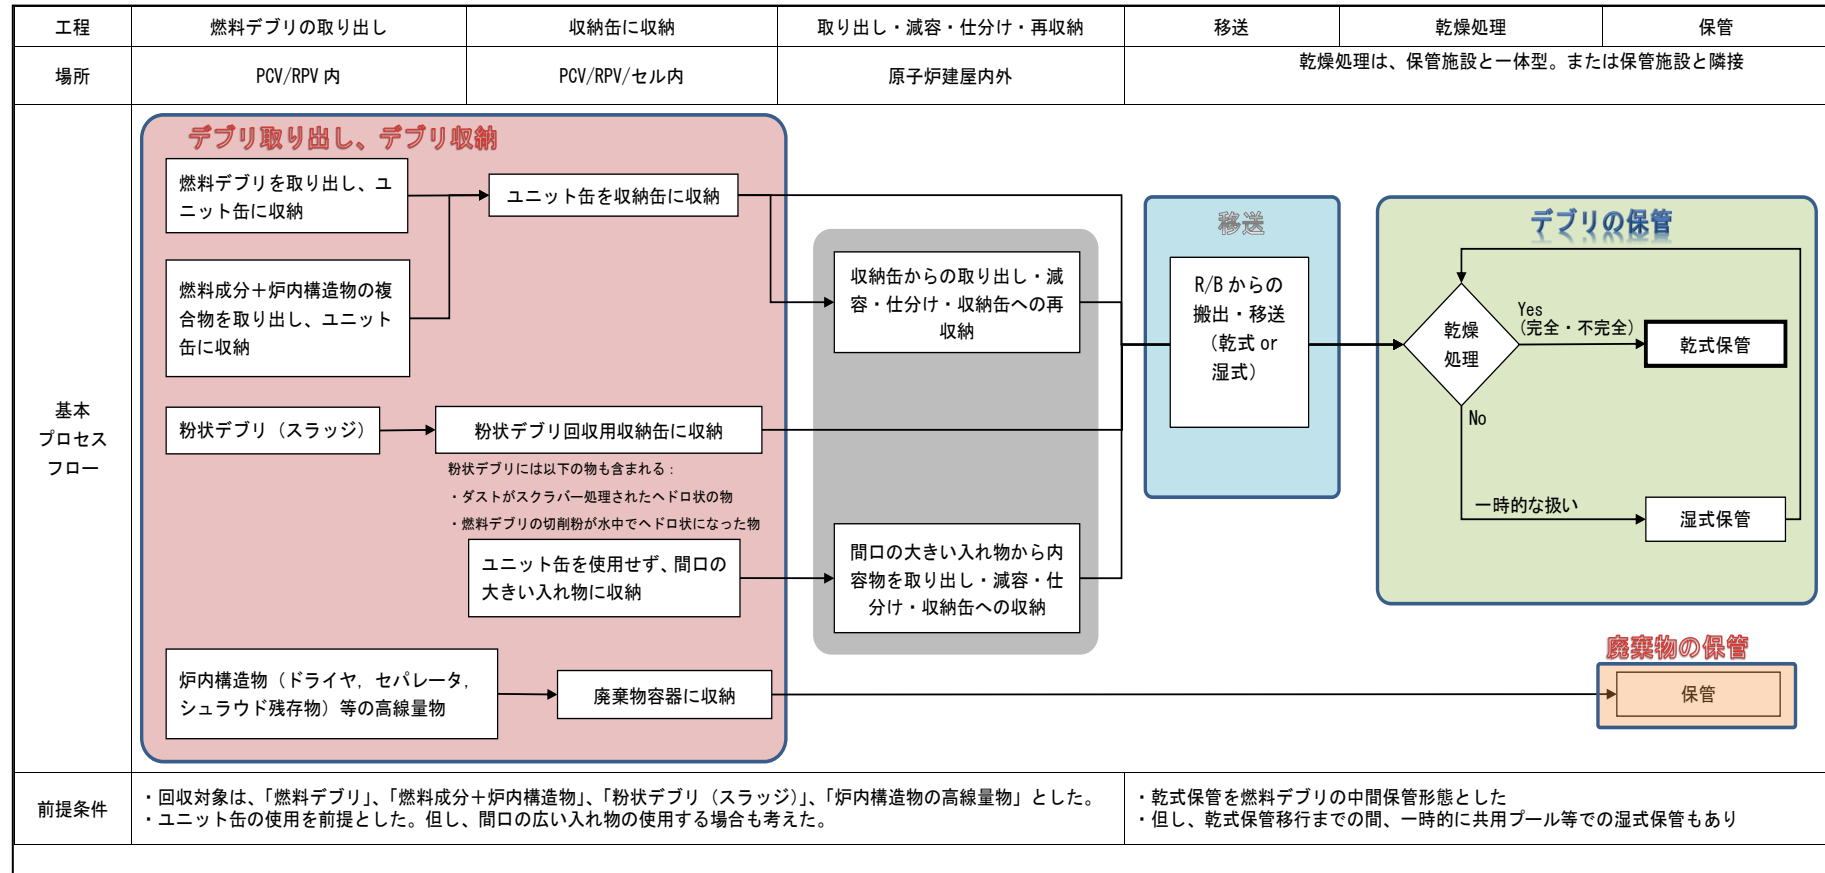 工程
燃料デブリの取り出し
収納缶に収納
取り出し・減容・仕分け・再収納
移送
乾燥処理
保管
場所
PCV/RPV 内
PCV/RPV/セル内
原子炉建屋内外
乾燥処理は、保管施設と一体型。または保管施設と隣接
基本
プロセス
フロー
デブリ取り出し、デブリ収納
燃料デブリを取り出し、ユ
ニット缶に収納
ユニット缶を収納缶に収納
燃料成分＋炉内構造物の複
合物を取り出し、ユニット
缶に収納
粉状デブリ（スラッジ）
粉状デブリ回収用収納缶に収納
粉状デブリには以下の物も含まれる：
・ダストがスクラバー処理されたヘドロ状の物
・燃料デブリの切削粉が水中でヘドロ状になった物
ユニット缶を使用せず、間口の
大きい入れ物に収納
炉内構造物（ドライヤ，セパレータ，
シュラウド残存物）等の高線量物
廃棄物容器に収納
収納缶からの取り出し・減
容・仕分け・収納缶への再
収納
間口の大きい入れ物から内
容物を取り出し・減容・仕
分け・収納缶への収納
移送
R/B からの
搬出・移送
（乾式 or
湿式）
デブリの保管
乾燥
処理
Yes
（完全・不完全）
乾式保管
No
一時的な扱い
湿式保管
廃棄物の保管
保管
前提条件
・回収対象は、「燃料デブリ」、「燃料成分＋炉内構造物」、「粉状デブリ（スラッジ）」、「炉内構造物の高線量物」とした。
・ユニット缶の使用を前提とした。但し、間口の広い入れ物の使用する場合も考えた。
・乾式保管を燃料デブリの中間保管形態とした
・但し、乾式保管移行までの間、一時的に共用プール等での湿式保管もあり